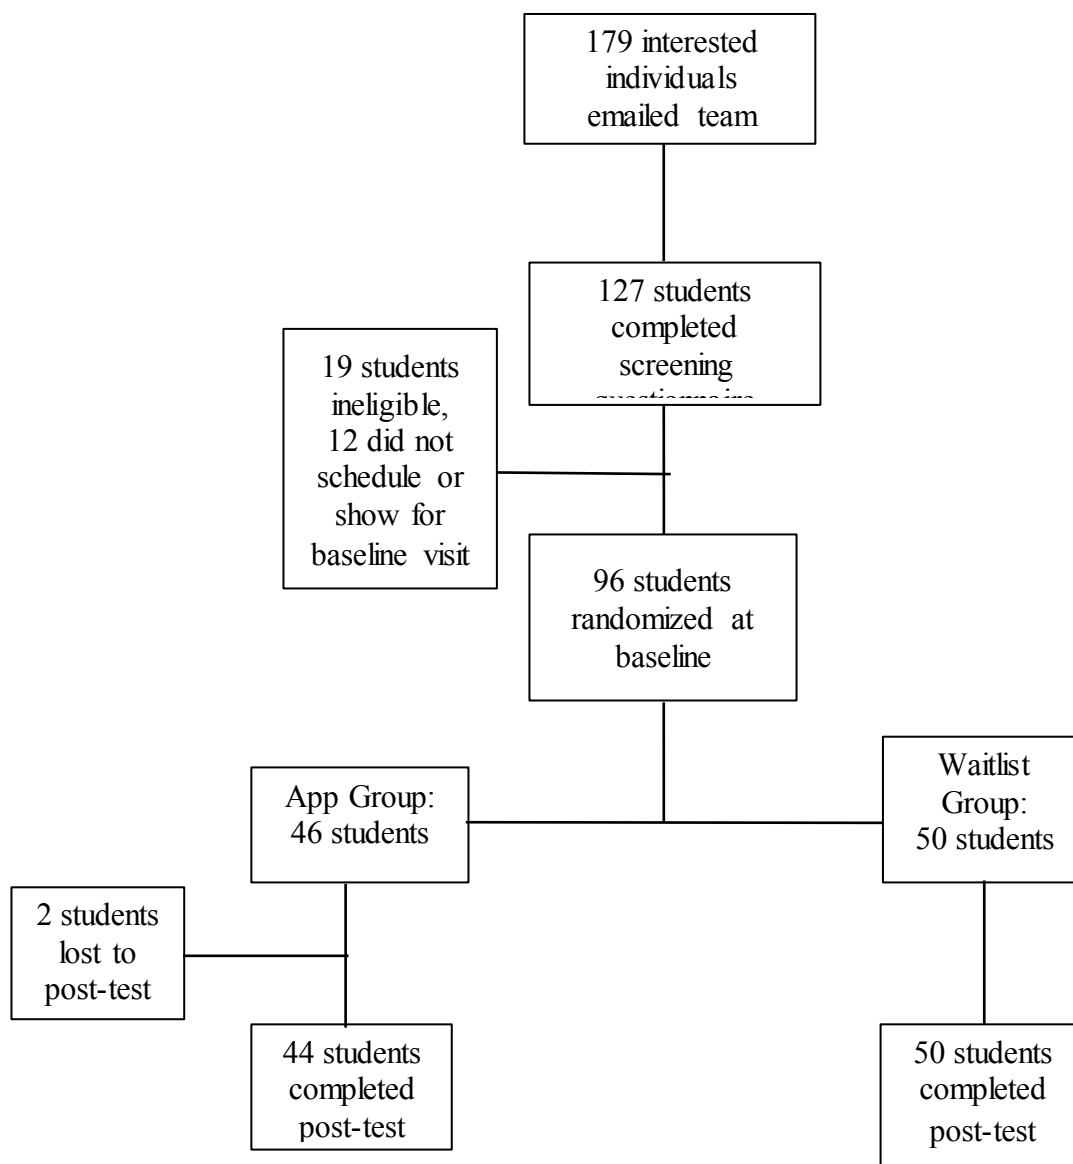 179 interested
individuals
emailed team
127 students
completed
screening
questionnaire
19 students
ineligible,
12 did not
schedule or
show for
baseline visit
96 students
randomized at
baseline
App Group:
46 students
Waitlist
Group:
50 students
2 students
lost to
post-test
44 students
completed
post-test
50 students
completed
post-test